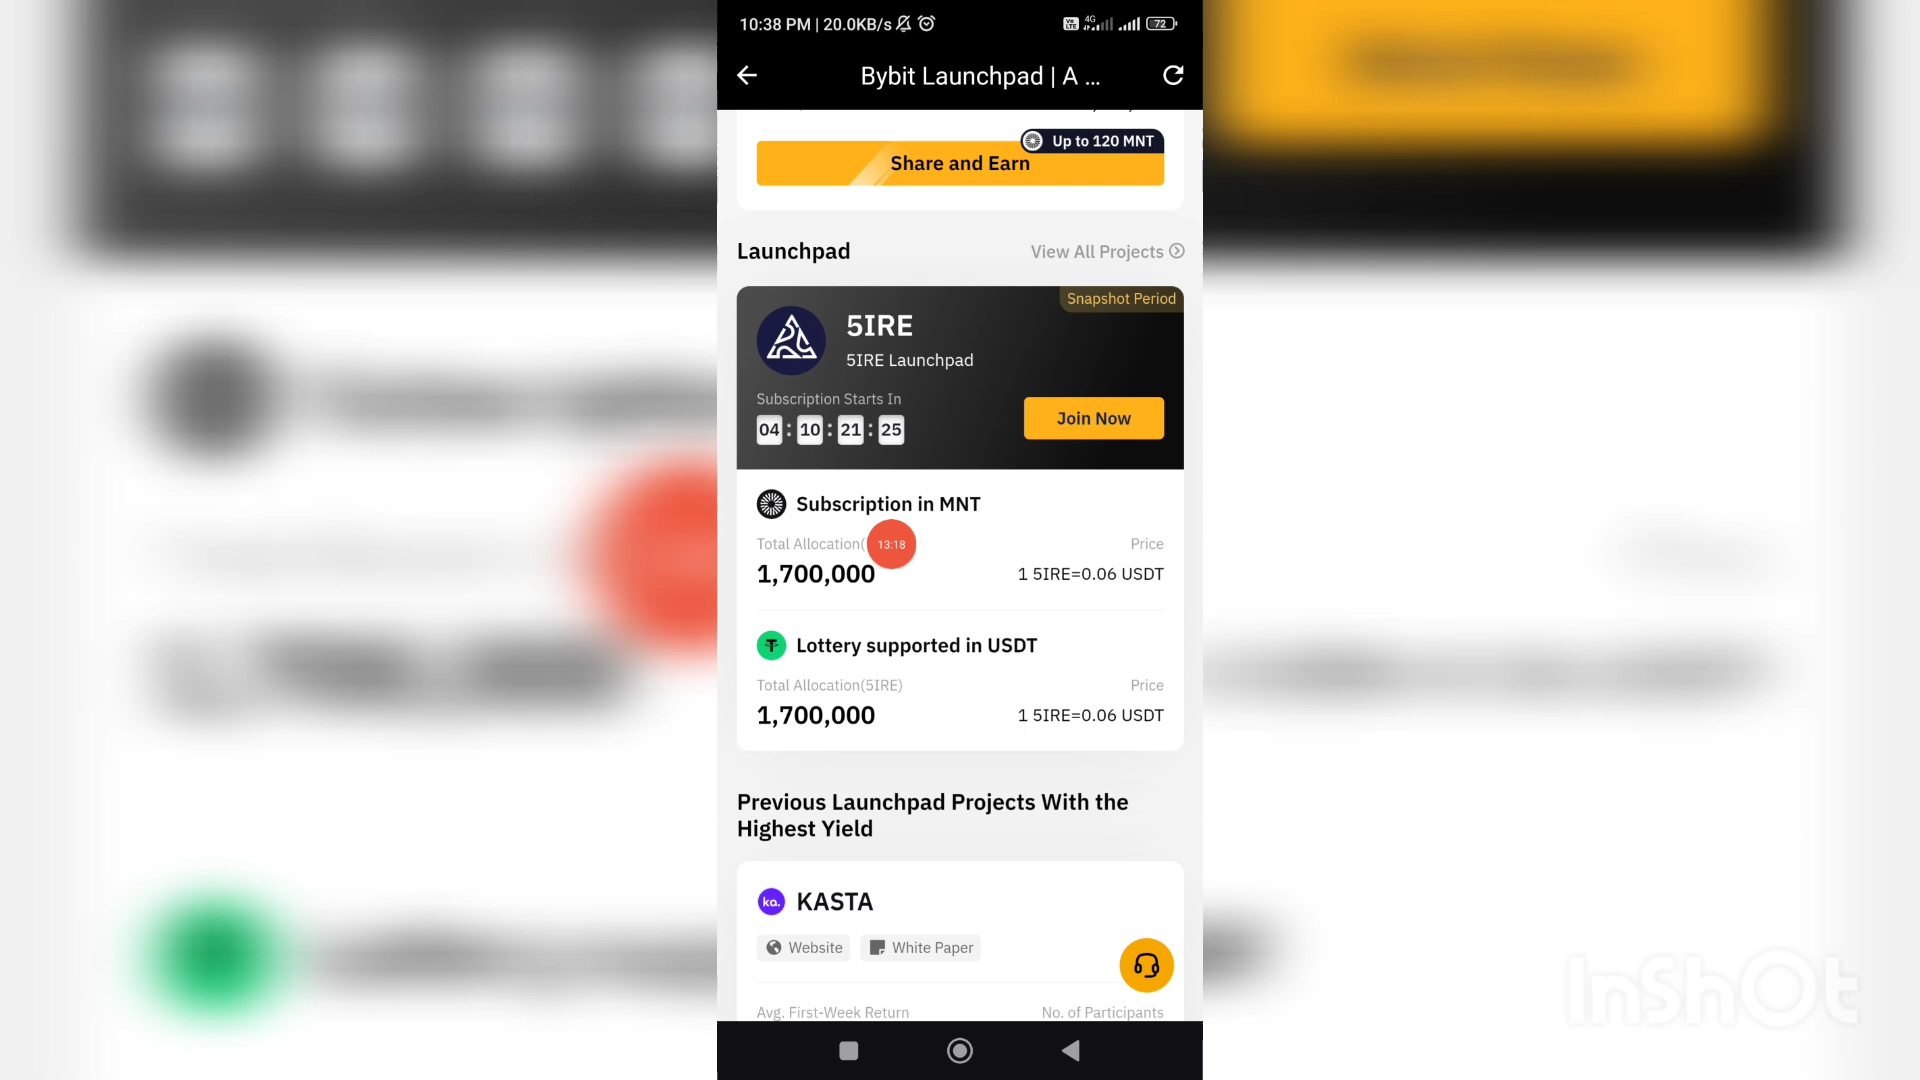 10:38 PM | 20.0KB/s
Vo LTE 4G 72
Bybit Launchpad | A ...
Up to 120 MNT
Share and Earn
Launchpad
View All Projects
Snapshot Period
5IRE
5IRE Launchpad
Subscription Starts In
04 : 10 : 21 : 25
Join Now
Subscription in MNT
Total Allocation(
13:18
Price
1,700,000
1 5IRE=0.06 USDT
Lottery supported in USDT
Total Allocation(5IRE)
Price
1,700,000
1 5IRE=0.06 USDT
Previous Launchpad Projects With the
Highest Yield
ka.
KASTA
Website
White Paper
Avg. First-Week Return
No. of Participants
InShOt